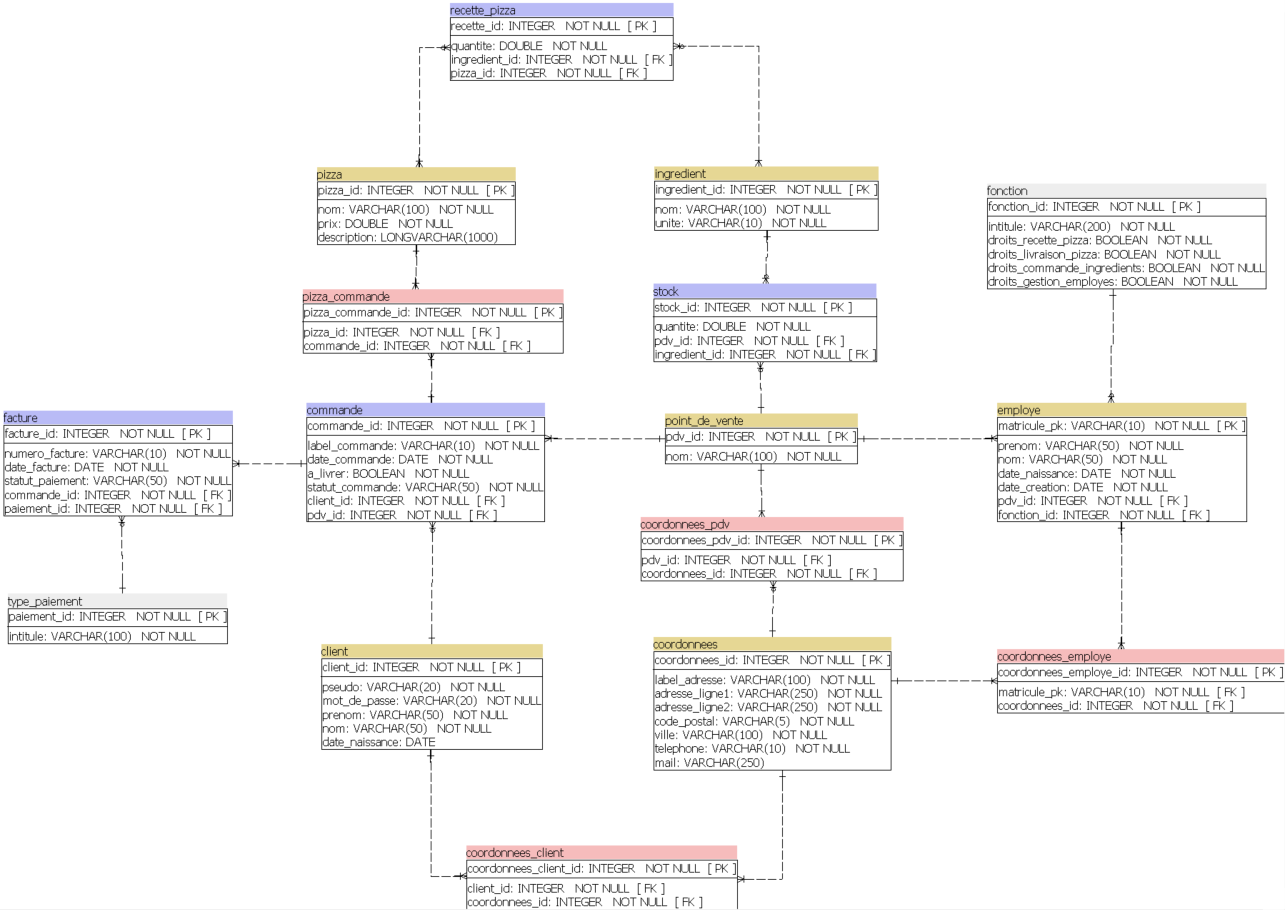 recette_pizza
recette_id: INTEGER NOT NULL [ PK ]
quantite: DOUBLE NOT NULL
ingredient_id: INTEGER NOT NULL [ FK ]
pizza_id: INTEGER NOT NULL [ FK ]
pizza
pizza_id: INTEGER NOT NULL [ PK ]
nom: VARCHAR(100) NOT NULL
prix: DOUBLE NOT NULL
description: LONGVARCHAR(1000)
ingredient
ingredient_id: INTEGER NOT NULL [ PK ]
nom: VARCHAR(100) NOT NULL
unite: VARCHAR(10) NOT NULL
fonction
fonction_id: INTEGER NOT NULL [ PK ]
intitule: VARCHAR(200) NOT NULL
droits_recette_pizza: BOOLEAN NOT NULL
droits_livraison_pizza: BOOLEAN NOT NULL
droits_commande_ingredients: BOOLEAN NOT NULL
droits_gestion_employes: BOOLEAN NOT NULL
pizza_commande
pizza_commande_id: INTEGER NOT NULL [ PK ]
pizza_id: INTEGER NOT NULL [ FK ]
commande_id: INTEGER NOT NULL [ FK ]
stock
stock_id: INTEGER NOT NULL [ PK ]
quantite: DOUBLE NOT NULL
pdv_id: INTEGER NOT NULL [ FK ]
ingredient_id: INTEGER NOT NULL [ FK ]
facture
facture_id: INTEGER NOT NULL [ PK ]
numero_facture: VARCHAR(10) NOT NULL
date_facture: DATE NOT NULL
statut_paiement: VARCHAR(50) NOT NULL
commande_id: INTEGER NOT NULL [ FK ]
paiement_id: INTEGER NOT NULL [ FK ]
commande
commande_id: INTEGER NOT NULL [ PK ]
label_commande: VARCHAR(10) NOT NULL
date_commande: DATE NOT NULL
a_livrer: BOOLEAN NOT NULL
statut_commande: VARCHAR(50) NOT NULL
client_id: INTEGER NOT NULL [ FK ]
pdv_id: INTEGER NOT NULL [ FK ]
point_de_vente
pdv_id: INTEGER NOT NULL [ PK ]
nom: VARCHAR(100) NOT NULL
employe
matricule_pk: VARCHAR(10) NOT NULL [ PK ]
prenom: VARCHAR(50) NOT NULL
nom: VARCHAR(50) NOT NULL
date_naissance: DATE NOT NULL
date_creation: DATE NOT NULL
pdv_id: INTEGER NOT NULL [ FK ]
fonction_id: INTEGER NOT NULL [ FK ]
coordonnees_pdv
coordonnees_pdv_id: INTEGER NOT NULL [ PK ]
pdv_id: INTEGER NOT NULL [ FK ]
coordonnees_id: INTEGER NOT NULL [ FK ]
type_paiement
paiement_id: INTEGER NOT NULL [ PK ]
intitule: VARCHAR(100) NOT NULL
client
client_id: INTEGER NOT NULL [ PK ]
pseudo: VARCHAR(20) NOT NULL
mot_de_passe: VARCHAR(20) NOT NULL
prenom: VARCHAR(50) NOT NULL
nom: VARCHAR(50) NOT NULL
date_naissance: DATE
coordonnees
coordonnees_id: INTEGER NOT NULL [ PK ]
label_adresse: VARCHAR(100) NOT NULL
adresse_ligne1: VARCHAR(250) NOT NULL
adresse_ligne2: VARCHAR(250) NOT NULL
code_postal: VARCHAR(5) NOT NULL
ville: VARCHAR(100) NOT NULL
telephone: VARCHAR(10) NOT NULL
mail: VARCHAR(250)
coordonnees_employe
coordonnees_employe_id: INTEGER NOT NULL [ PK ]
matricule_pk: VARCHAR(10) NOT NULL [ FK ]
coordonnees_id: INTEGER NOT NULL [ FK ]
coordonnees_client
coordonnees_client_id: INTEGER NOT NULL [ PK ]
client_id: INTEGER NOT NULL [ FK ]
coordonnees_id: INTEGER NOT NULL [ FK ]